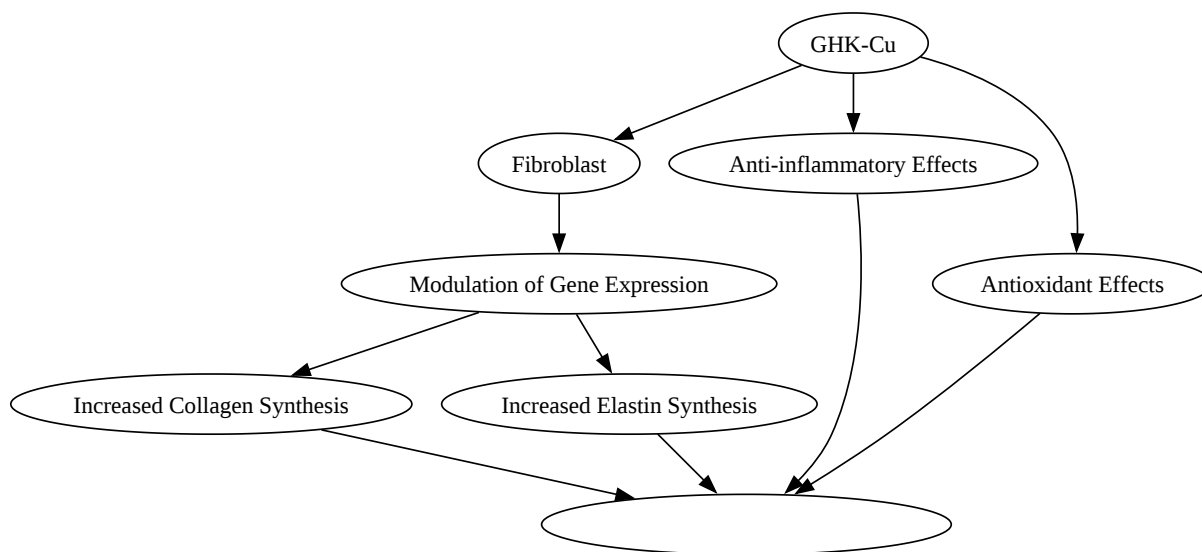 GHK-Cu
Fibroblast
Anti-inflammatory Effects
Modulation of Gene Expression
Antioxidant Effects
Increased Collagen Synthesis
Increased Elastin Synthesis